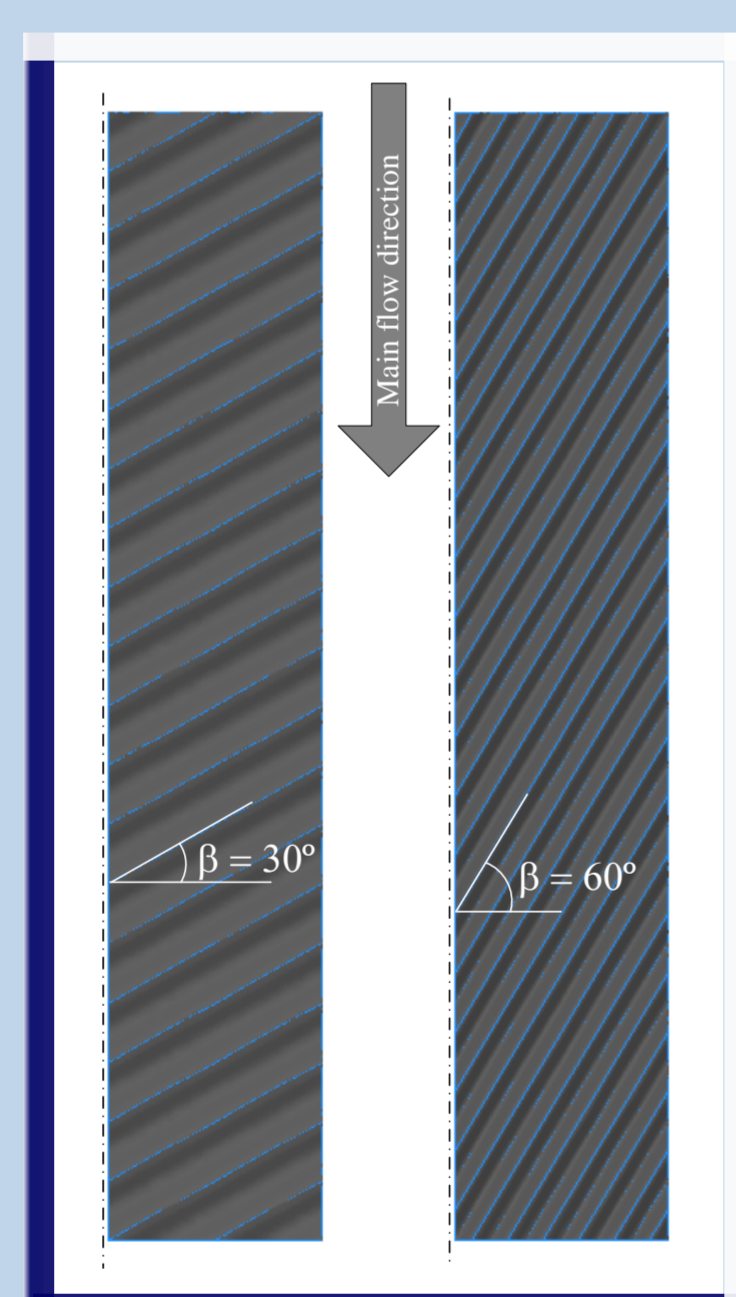 Main flow direction
β = 30º
β = 60º